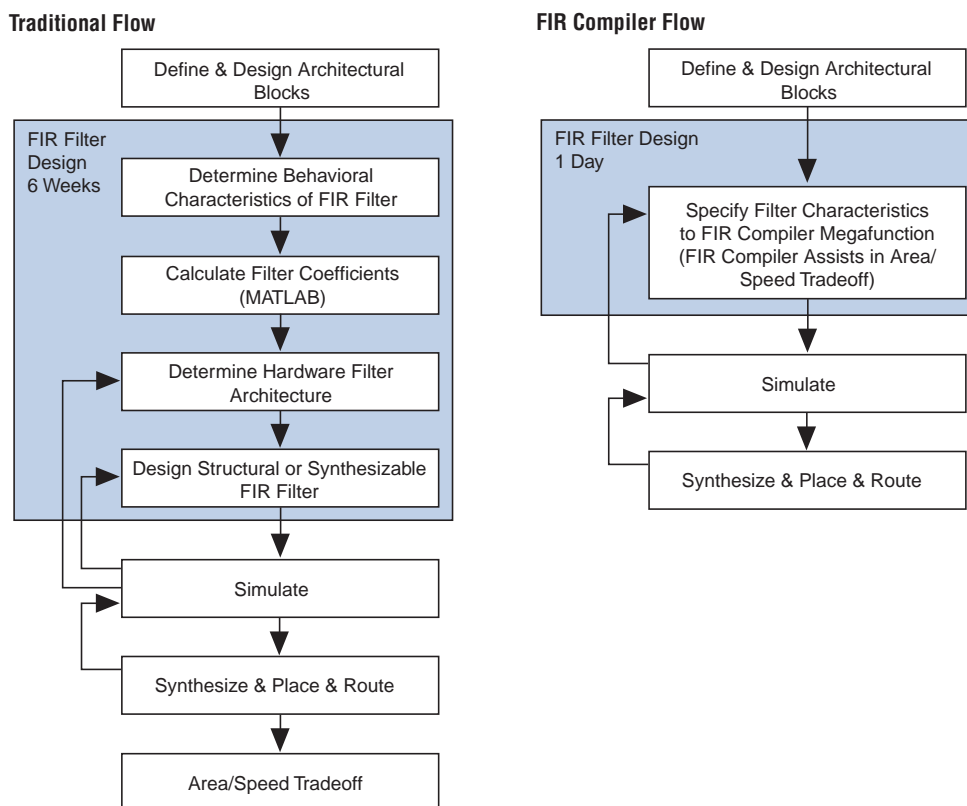 Traditional Flow
Define & Design Architectural
Blocks
FIR Filter
Design
6 Weeks
Determine Behavioral
Characteristics of FIR Filter
Calculate Filter Coefficients
(MATLAB)
Determine Hardware Filter
Architecture
Design Structural or Synthesizable
FIR Filter
Simulate
Synthesize & Place & Route
Area/Speed Tradeoff
FIR Compiler Flow
Define & Design Architectural
Blocks
FIR Filter Design
1 Day
Specify Filter Characteristics
to FIR Compiler Megafunction
(FIR Compiler Assists in Area/
Speed Tradeoff)
Simulate
Synthesize & Place & Route